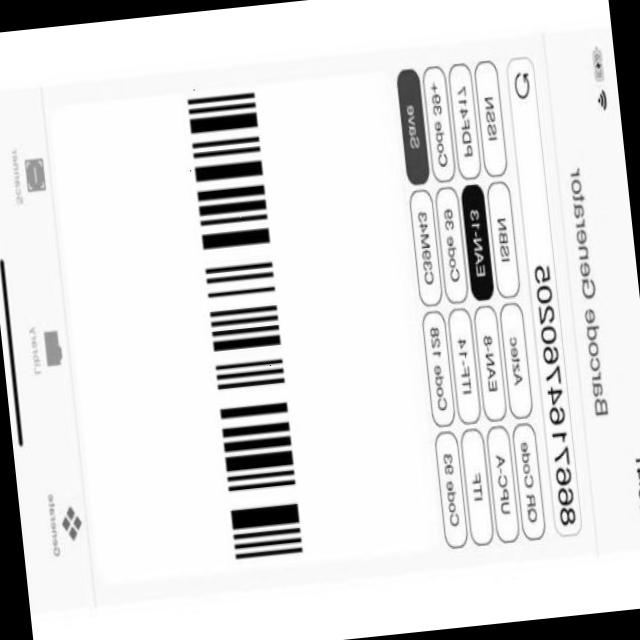 Barcode Generator
8667164760205
QR Code Aztec ISBN ISSN
UPC-A EAN-8 EAN-13 PDF417
ITF ITF-14 Code 39 Code 39+
Code 93 Code 128 C39M43 Save
Generate Library Scanner